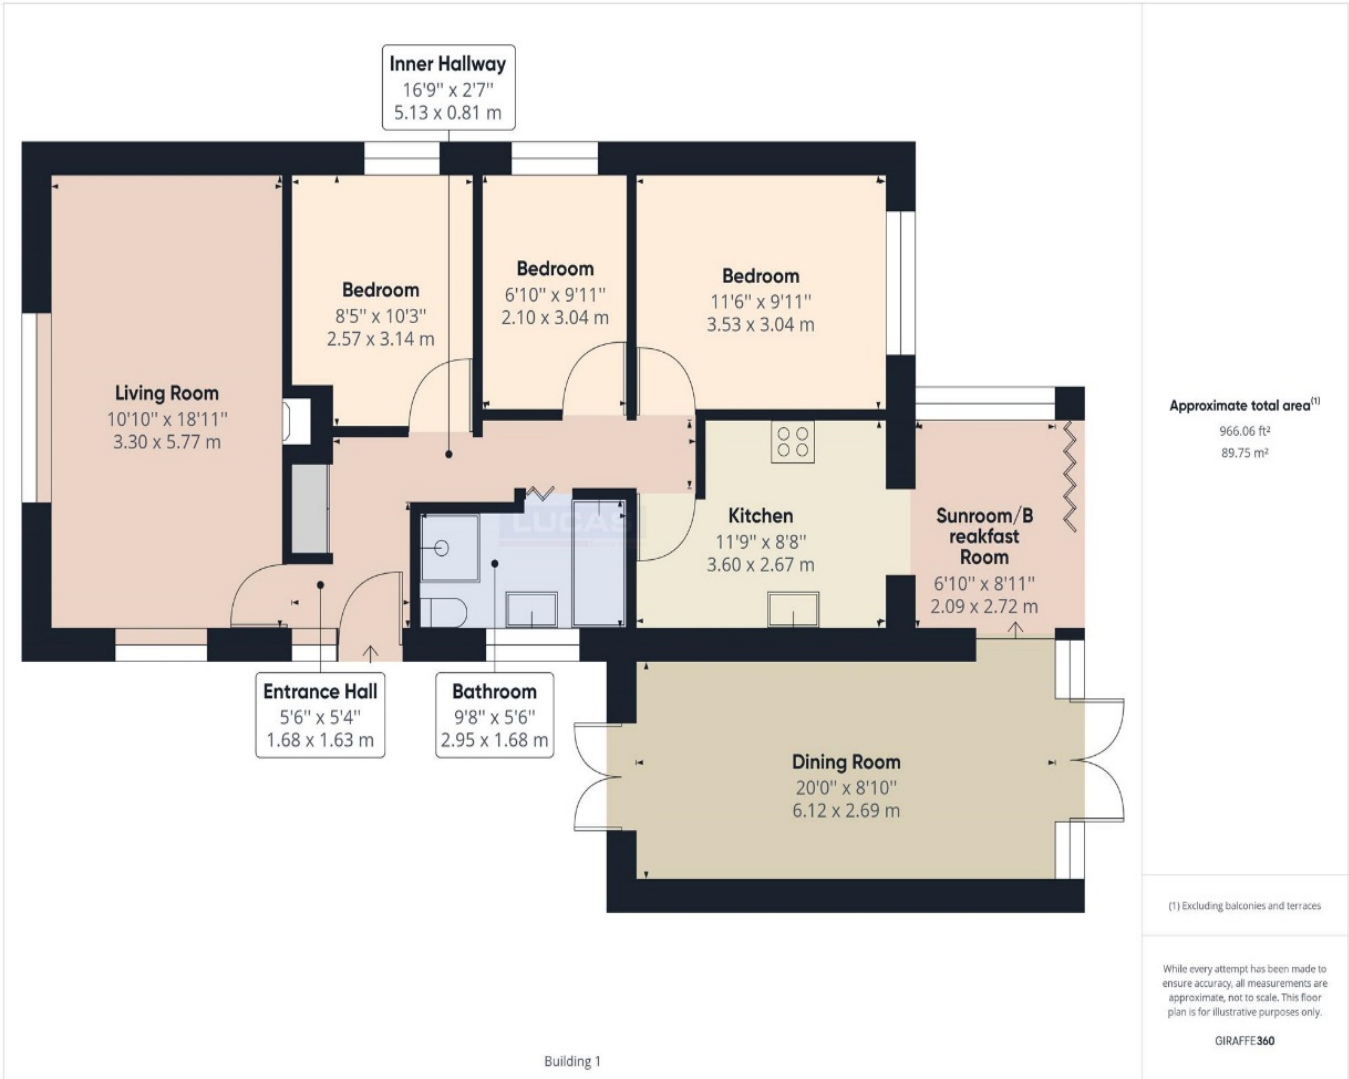 Inner Hallway
16'9" x 2'7"
5.13 x 0.81 m
Living Room
10'10" x 18'11"
3.30 x 5.77 m
Bedroom
8'5" x 10'3"
2.57 x 3.14 m
Bedroom
6'10" x 9'11"
2.10 x 3.04 m
Bedroom
11'6" x 9'11"
3.53 x 3.04 m
LUCAS
Kitchen
11'9" x 8'8"
3.60 x 2.67 m
Sunroom/B
reakfast
Room
6'10" x 8'11"
2.09 x 2.72 m
Entrance Hall
5'6" x 5'4"
1.68 x 1.63 m
Bathroom
9'8" x 5'6"
2.95 x 1.68 m
Dining Room
20'0" x 8'10"
6.12 x 2.69 m
Building 1
Approximate total area(1)
966.06 ft²
89.75 m²
(1) Excluding balconies and terraces
While every attempt has been made to
ensure accuracy, all measurements are
approximate, not to scale. This floor
plan is for illustrative purposes only.
GIRAFFE360